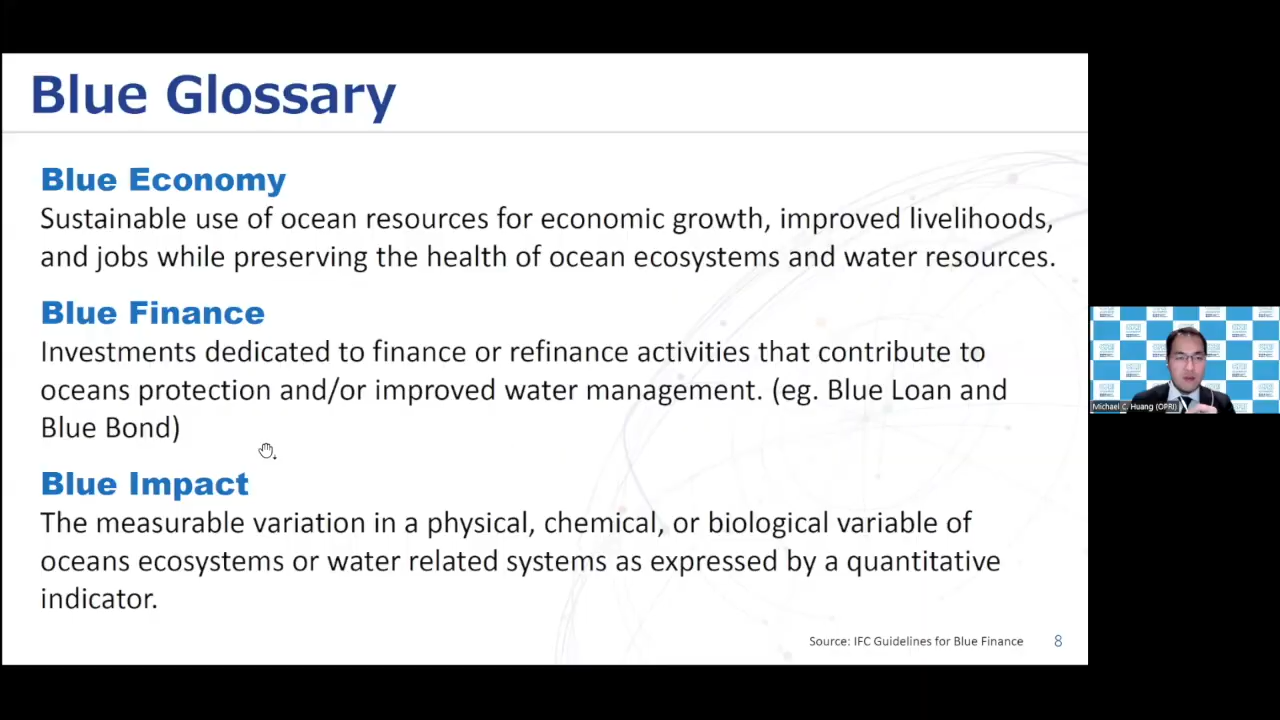 Blue Glossary
Blue Economy
Sustainable use of ocean resources for economic growth, improved livelihoods,
and jobs while preserving the health of ocean ecosystems and water resources.
Blue Finance
Investments dedicated to finance or refinance activities that contribute to
oceans protection and/or improved water management. (eg. Blue Loan and
Blue Bond)
Blue Impact
The measurable variation in a physical, chemical, or biological variable of
oceans ecosystems or water related systems as expressed by a quantitative
indicator.
Source: IFC Guidelines for Blue Finance
8
OPRI
Michael C. Huang (OPRI)